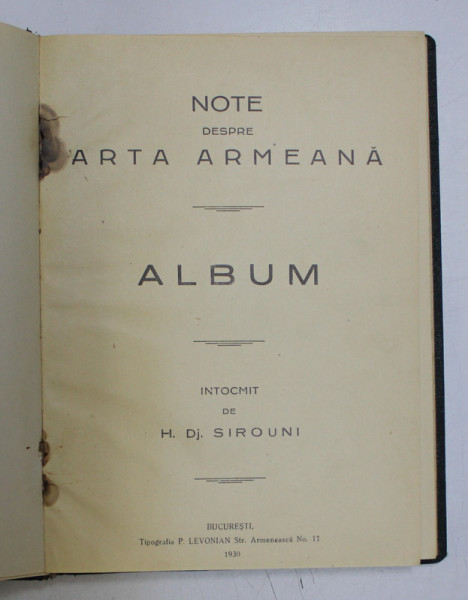 NOTE
DESPRE
ARTA ARMEANĂ
ALBUM
INTOCMIT
DE
H. Dj. SIROUNI
BUCUREȘTI,
Tipografia P. LEVONIAN Str. Armenească No. 17
1930